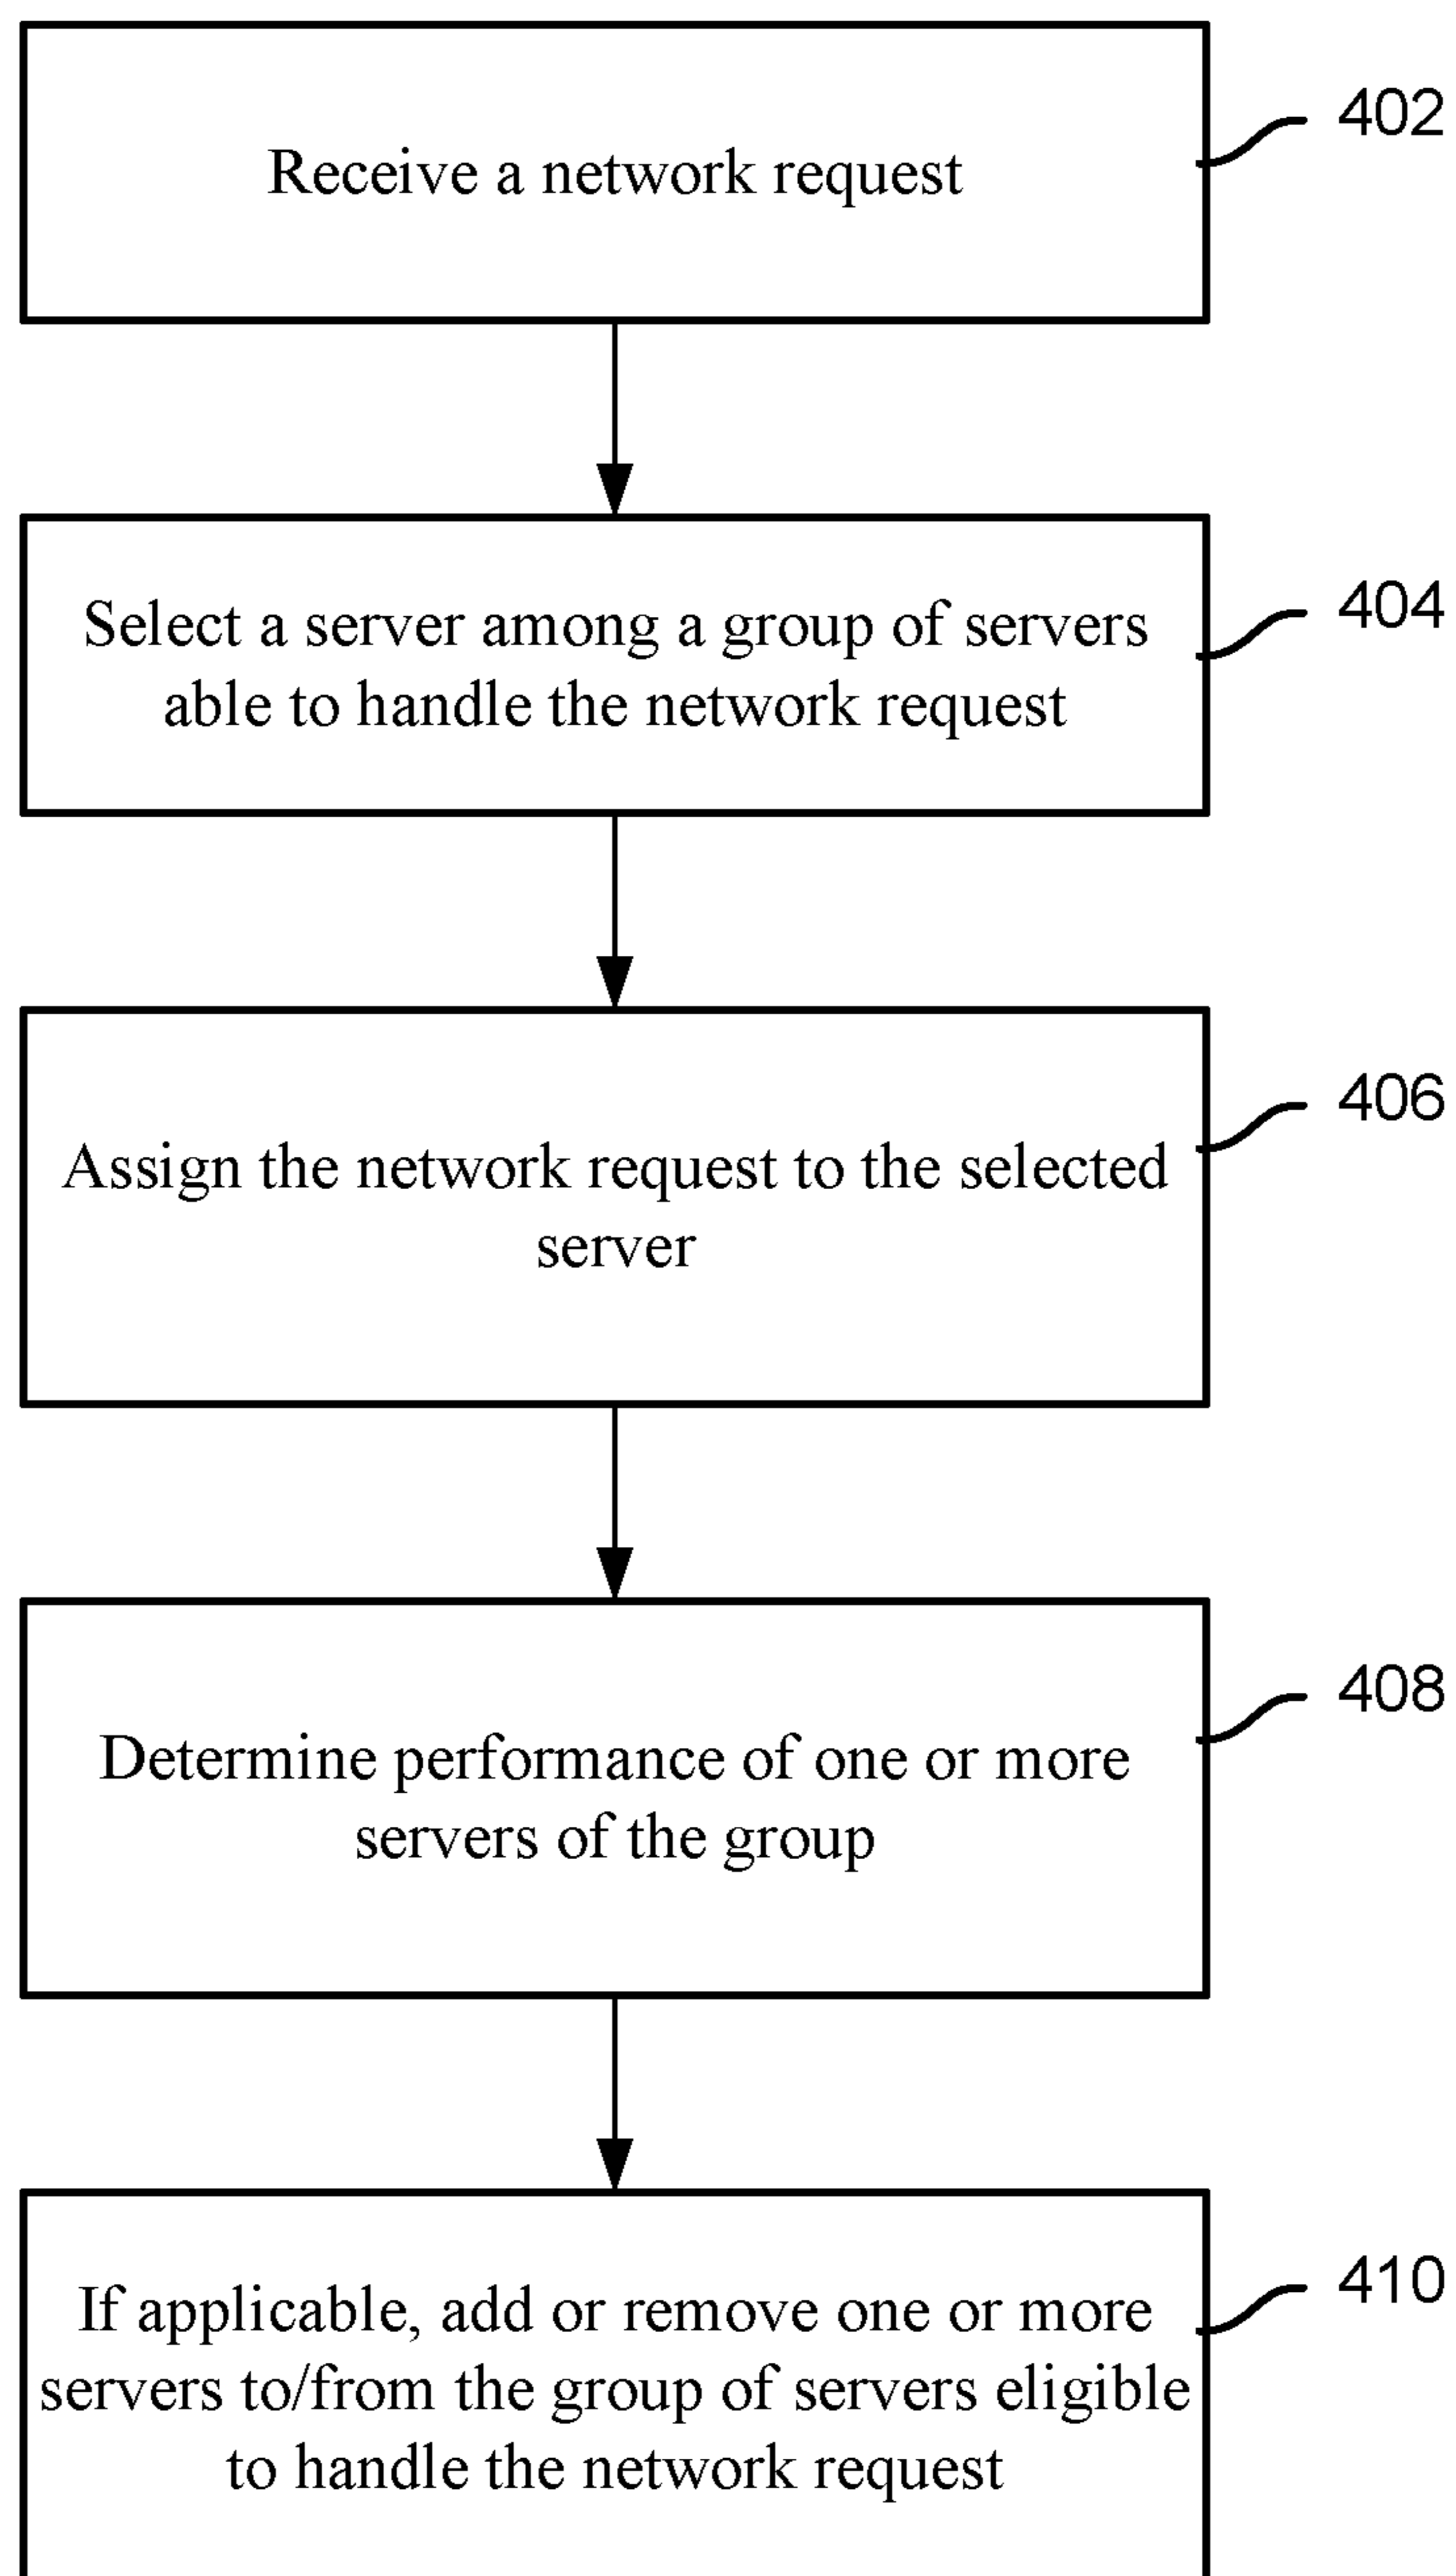 Receive a network request
402
Select a server among a group of servers
able to handle the network request
404
Assign the network request to the selected
server
406
Determine performance of one or more
servers of the group
408
If applicable, add or remove one or more
servers to/from the group of servers eligible
to handle the network request
410